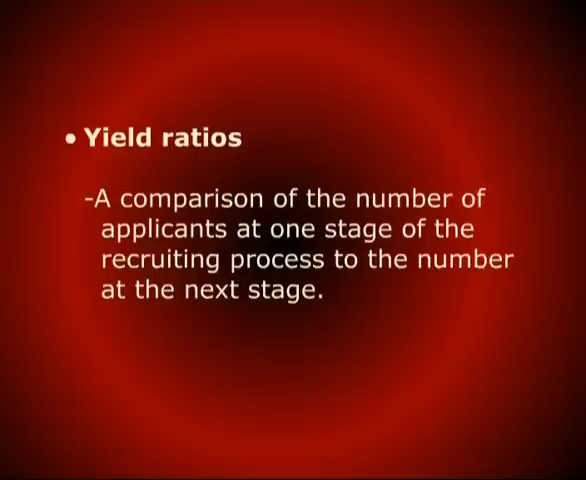 • Yield ratios
-A comparison of the number of
applicants at one stage of the
recruiting process to the number
at the next stage.